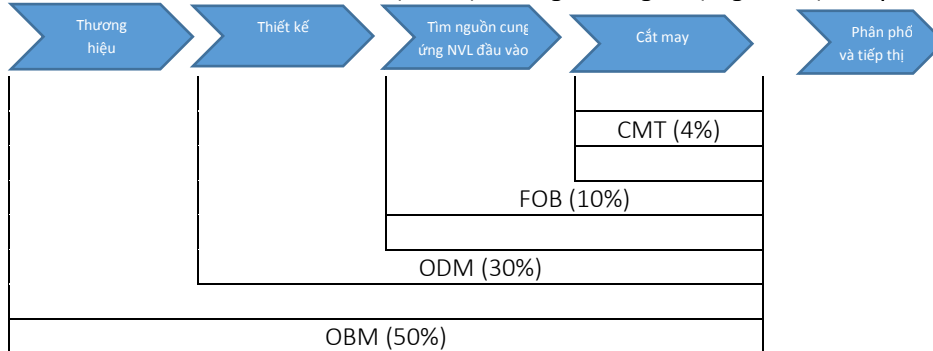 Thương
hiệu
Thiết kế
Tìm nguồn cung
ứng NVL đầu vào
Cắt may
Phân phố
và tiếp thị
CMT (4%)
FOB (10%)
ODM (30%)
OBM (50%)